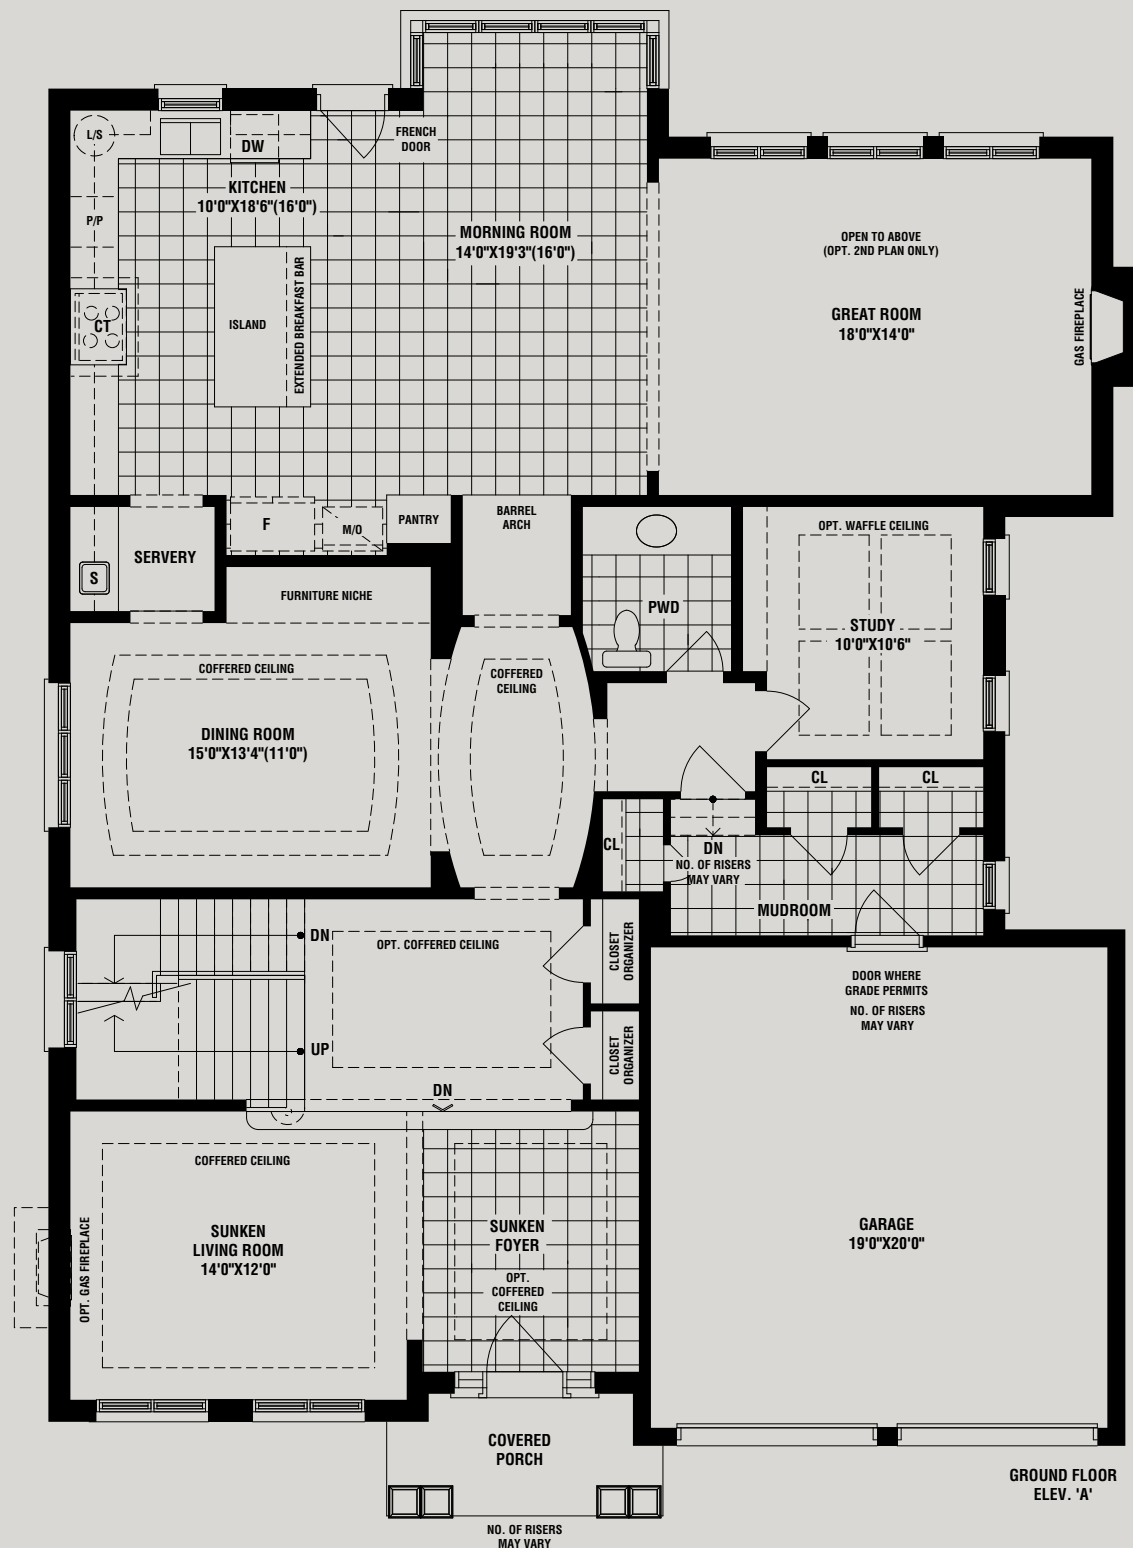 L/S
DW
FRENCH
DOOR
KITCHEN
10'0"X18'6"(16'0")
P/P
MORNING ROOM
14'0"X19'3"(16'0")
OPEN TO ABOVE
(OPT. 2ND PLAN ONLY)
CT
ISLAND
EXTENDED BREAKFAST BAR
GREAT ROOM
18'0"X14'0"
GAS FIREPLACE
F
M/O
PANTRY
BARREL
ARCH
OPT. WAFFLE CEILING
SERVERY
S
FURNITURE NICHE
PWD
STUDY
10'0"X10'6"
COFFERED CEILING
COFFERED
CEILING
DINING ROOM
15'0"X13'4"(11'0")
CL
CL
CL
DN
NO. OF RISERS
MAY VARY
MUDROOM
DN
OPT. COFFERED CEILING
CLOSET
ORGANIZER
DOOR WHERE
GRADE PERMITS
NO. OF RISERS
MAY VARY
UP
CLOSET
ORGANIZER
DN
COFFERED CEILING
SUNKEN
LIVING ROOM
14'0"X12'0"
OPT. GAS FIREPLACE
SUNKEN
FOYER
OPT.
COFFERED
CEILING
GARAGE
19'0"X20'0"
COVERED
PORCH
GROUND FLOOR
ELEV. 'A'
NO. OF RISERS
MAY VARY